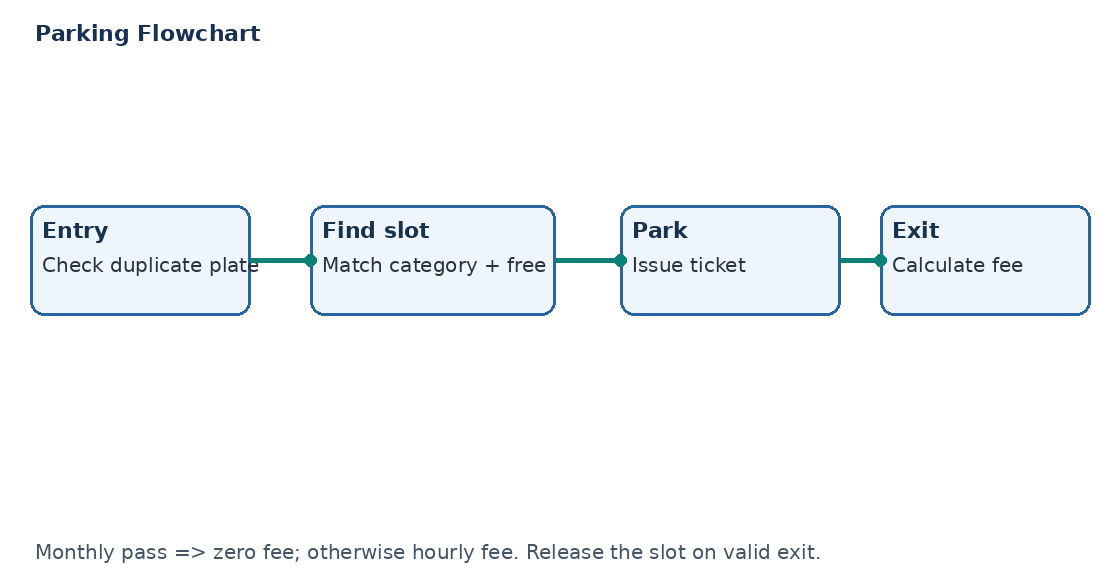 Parking Flowchart
Entry
Check duplicate plate
Find slot
Match category + free
Park
Issue ticket
Exit
Calculate fee
Monthly pass => zero fee; otherwise hourly fee. Release the slot on valid exit.